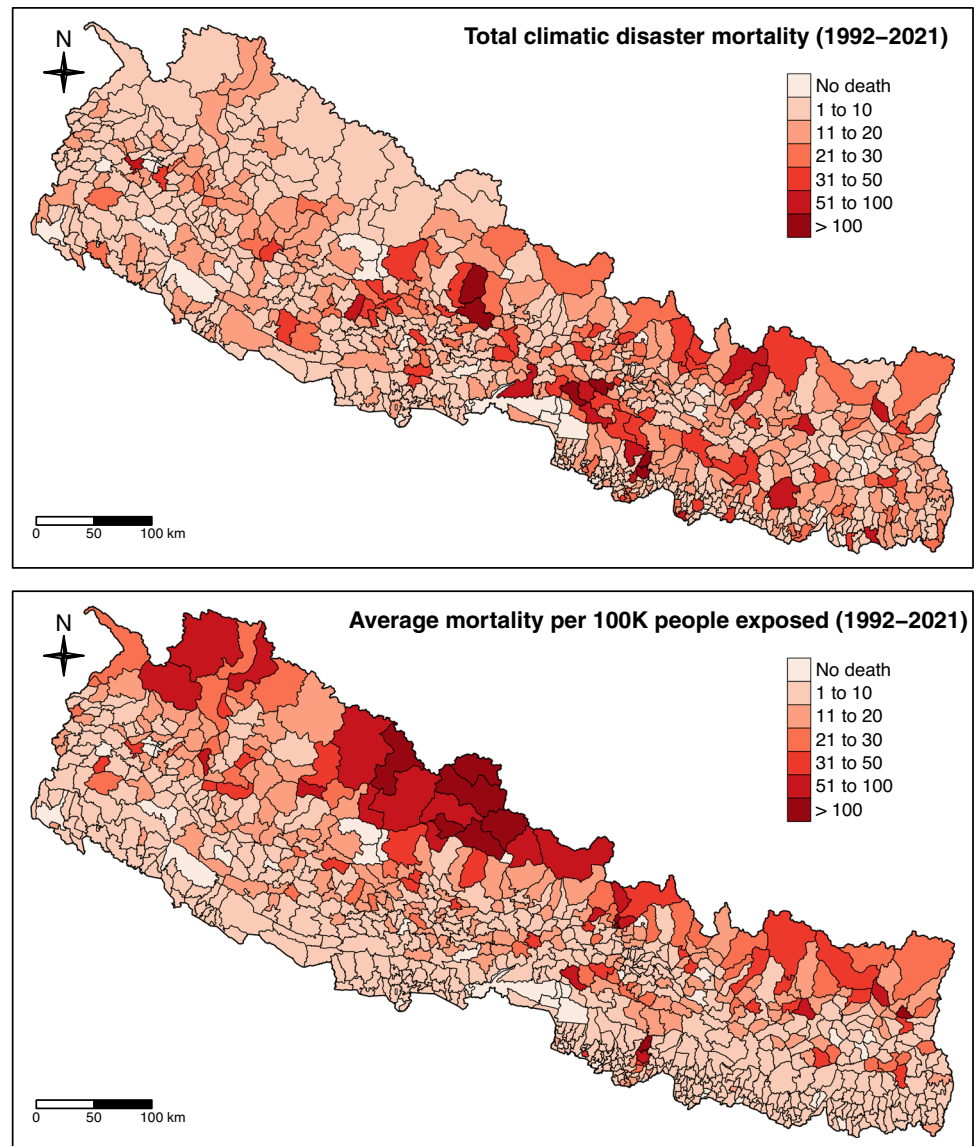 Total climatic disaster mortality (1992–2021)
N
No death
1 to 10
11 to 20
21 to 30
31 to 50
51 to 100
> 100
0 50 100 km
Average mortality per 100K people exposed (1992–2021)
N
No death
1 to 10
11 to 20
21 to 30
31 to 50
51 to 100
> 100
0 50 100 km